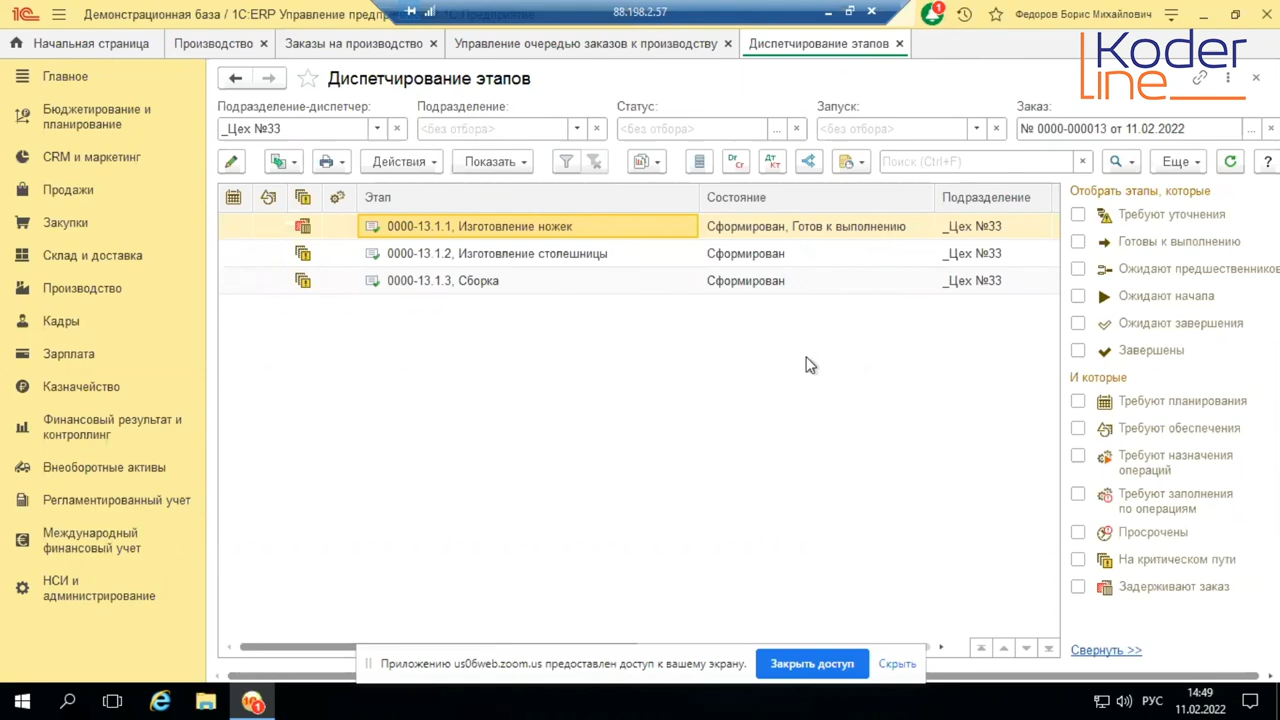 Демонстрационная база / 1С:ERP Управление предпр
С:Предприятие
88.198.2.57
Федоров Борис Михайлович
Начальная страница
Производство
Заказы на производство
Управление очередью заказов к производству
Диспетчирование этапов
Koder
line
Диспетчирование этапов
Подразделение-диспетчер:
Подразделение:
Статус:
Запуск:
Заказ:
_Цех №33
<без отбора>
<без отбора>
<без отбора>
№ 0000-000013 от 11.02.2022
Действия
Показать
Поиск (Ctrl+F)
Еще
?
Этап
Состояние
Подразделение
0000-13.1.1, Изготовление ножек
Сформирован, Готов к выполнению
_Цех №33
0000-13.1.2, Изготовление столешницы
Сформирован
_Цех №33
0000-13.1.3, Сборка
Сформирован
_Цех №33
Главное
Бюджетирование и
планирование
CRM и маркетинг
Продажи
Закупки
Склад и доставка
Производство
Кадры
Зарплата
Казначейство
Финансовый результат и
контроллинг
Внеоборотные активы
Регламентированный учет
Международный
финансовый учет
НСИ и
администрирование
Отобрать этапы, которые
Требуют уточнения
Готовы к выполнению
Ожидают предшественников
Ожидают начала
Ожидают завершения
Завершены
И которые
Требуют планирования
Требуют обеспечения
Требуют назначения
операций
Требуют заполнения
по операциям
Просрочены
На критическом пути
Задерживают заказ
Свернуть >>
Приложению us06web.zoom.us предоставлен доступ к вашему экрану.
Закрыть доступ
Скрыть
РУС
14:49
11.02.2022